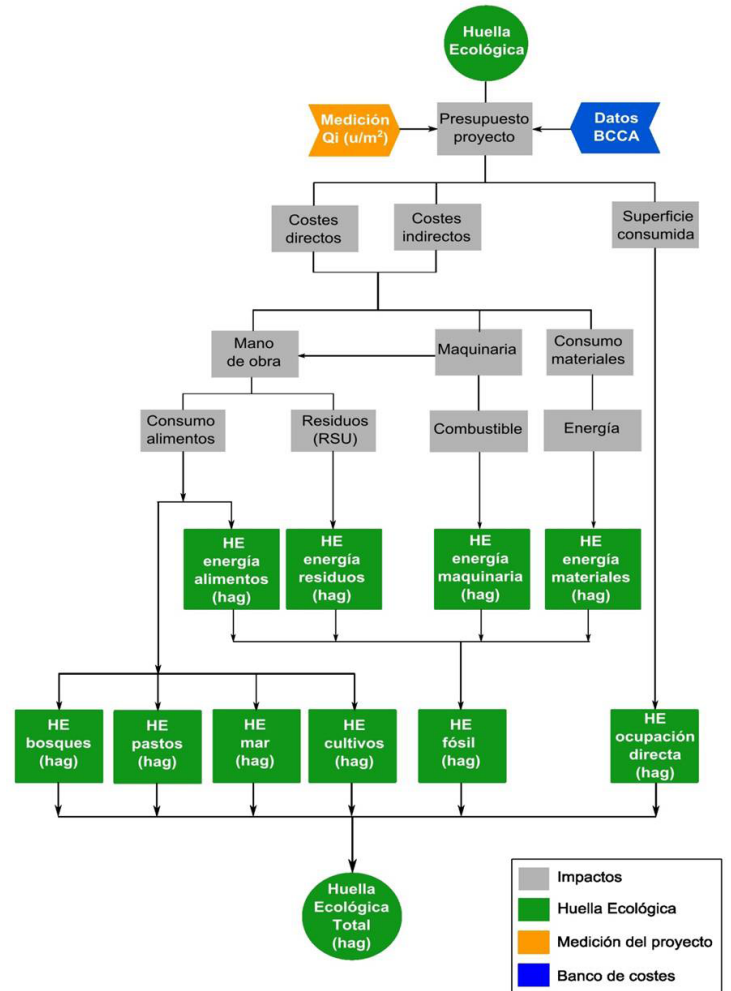 Huella
Ecológica
Medición
Qi (u/m²)
Presupuesto
proyecto
Datos
BCCA
Costes
directos
Costes
indirectos
Superficie
consumida
Mano
de obra
Maquinaria
Consumo
materiales
Consumo
alimentos
Residuos
(RSU)
Combustible
Energía
HE
energía
alimentos
(hag)
HE
energía
residuos
(hag)
HE
energía
maquinaria
(hag)
HE
energía
materiales
(hag)
HE
bosques
(hag)
HE
pastos
(hag)
HE
mar
(hag)
HE
cultivos
(hag)
HE
fósil
(hag)
HE
ocupación
directa
(hag)
Huella
Ecológica
Total
(hag)
Impactos
Huella Ecológica
Medición del proyecto
Banco de costes